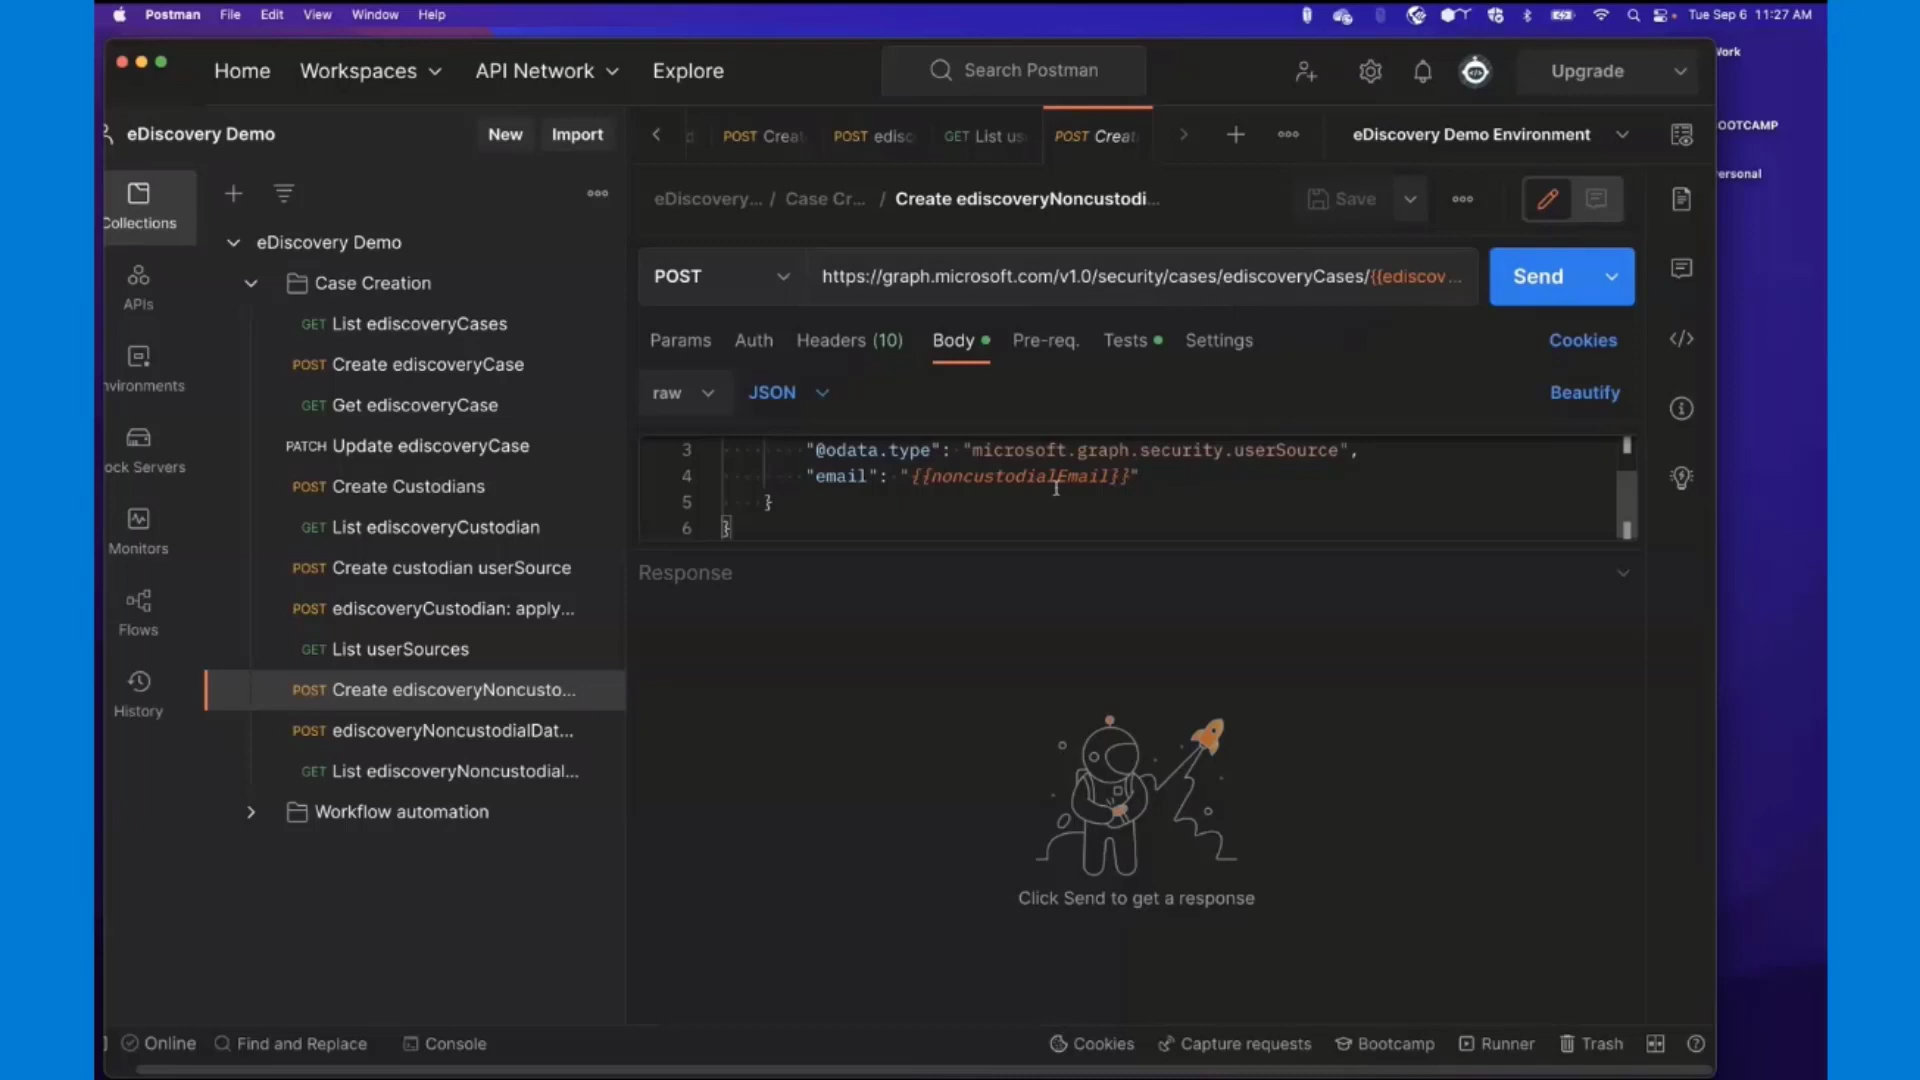 Postman File Edit View Window Help
Tue Sep 6 11:27 AM
Work
Home Workspaces API Network Explore
Search Postman
Upgrade
eDiscovery Demo New Import
POST Creat POST edisc GET List us POST Creat
eDiscovery Demo Environment
OOTCAMP
ersonal
Collections
eDiscovery... / Case Cr... / Create ediscoveryNoncustodi...
Save
eDiscovery Demo
Case Creation
POST
https://graph.microsoft.com/v1.0/security/cases/ediscoveryCases/{{ediscov ...
Send
APIs
GET List ediscoveryCases
POST Create ediscoveryCase
GET Get ediscoveryCase
PATCH Update ediscoveryCase
POST Create Custodians
GET List ediscoveryCustodian
POST Create custodian userSource
POST ediscoveryCustodian: apply...
GET List userSources
POST Create ediscoveryNoncusto...
POST ediscoveryNoncustodialDat...
GET List ediscoveryNoncustodial...
Workflow automation
nvironments
ock Servers
Monitors
Flows
History
Params Auth Headers (10) Body Pre-req. Tests Settings
Cookies
raw JSON
Beautify
3 "@odata.type": "microsoft.graph.security.userSource",
4 "email": "{{noncustodialEmail}}"
5 }
6 }
Response
Click Send to get a response
Online Find and Replace Console
Cookies Capture requests Bootcamp Runner Trash